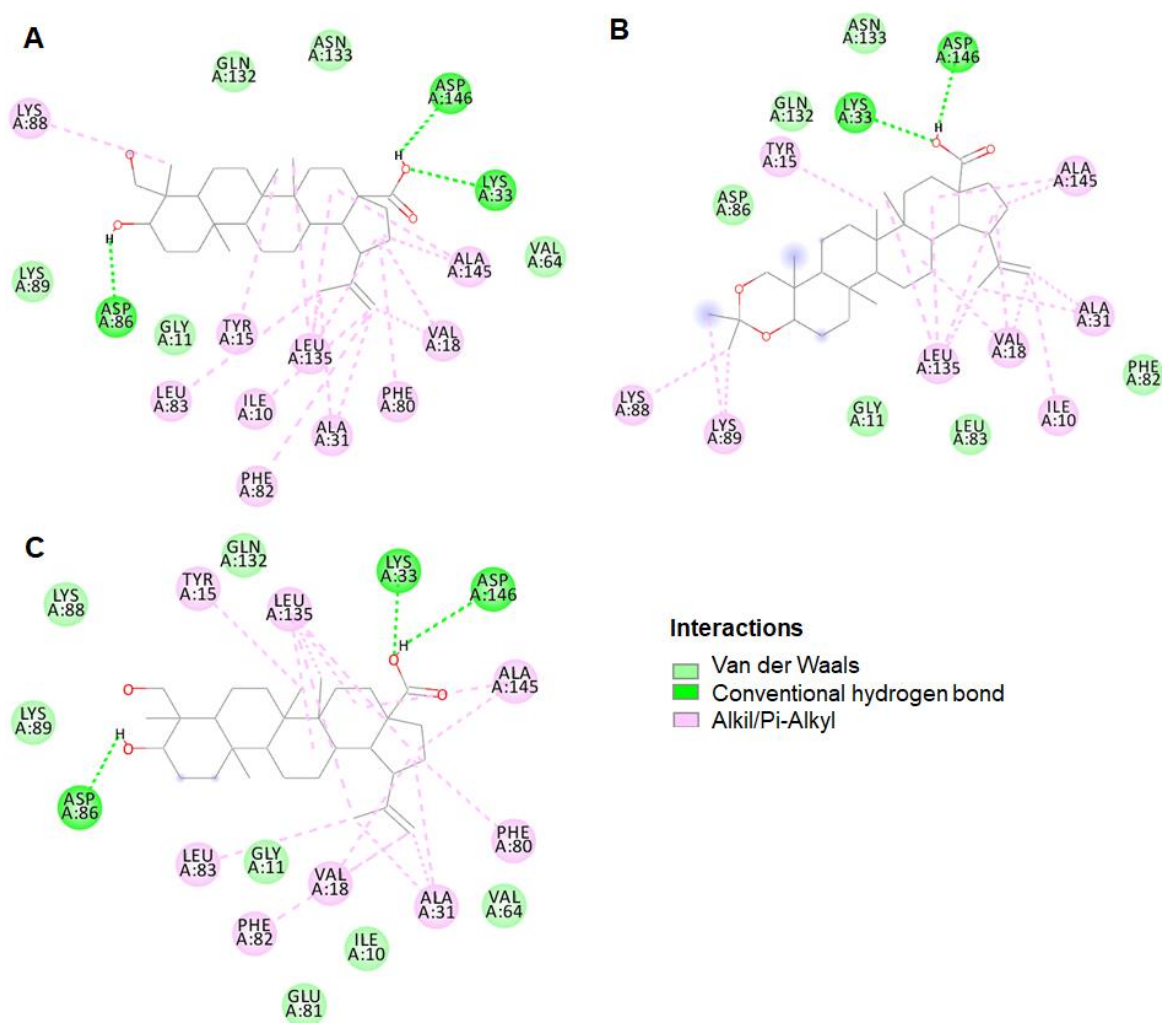 A
GLN
A:132
ASN
A:133
ASP
A:146
LYS
A:88
H
O
O
LYS
A:33
O
O
H
VAL
A:64
ALA
A:145
LYS
A:89
ASP
A:86
GLY
A:11
TYR
A:15
LEU
A:135
VAL
A:18
LEU
A:83
ILE
A:10
ALA
A:31
PHE
A:80
PHE
A:82
B
ASN
A:133
ASP
A:146
GLN
A:132
LYS
A:33
H
O
O
TYR
A:15
ALA
A:145
ASP
A:86
O
O
LEU
A:135
VAL
A:18
ALA
A:31
PHE
A:82
LYS
A:88
LYS
A:89
GLY
A:11
LEU
A:83
ILE
A:10
C
GLN
A:132
LYS
A:33
ASP
A:146
TYR
A:15
LEU
A:135
LYS
A:88
H
O
O
ALA
A:145
LYS
A:89
O
H
O
ASP
A:86
LEU
A:83
GLY
A:11
VAL
A:18
PHE
A:80
ALA
A:31
VAL
A:64
PHE
A:82
ILE
A:10
GLU
A:81
Interactions
Van der Waals
Conventional hydrogen bond
Alkil/Pi-Alkyl